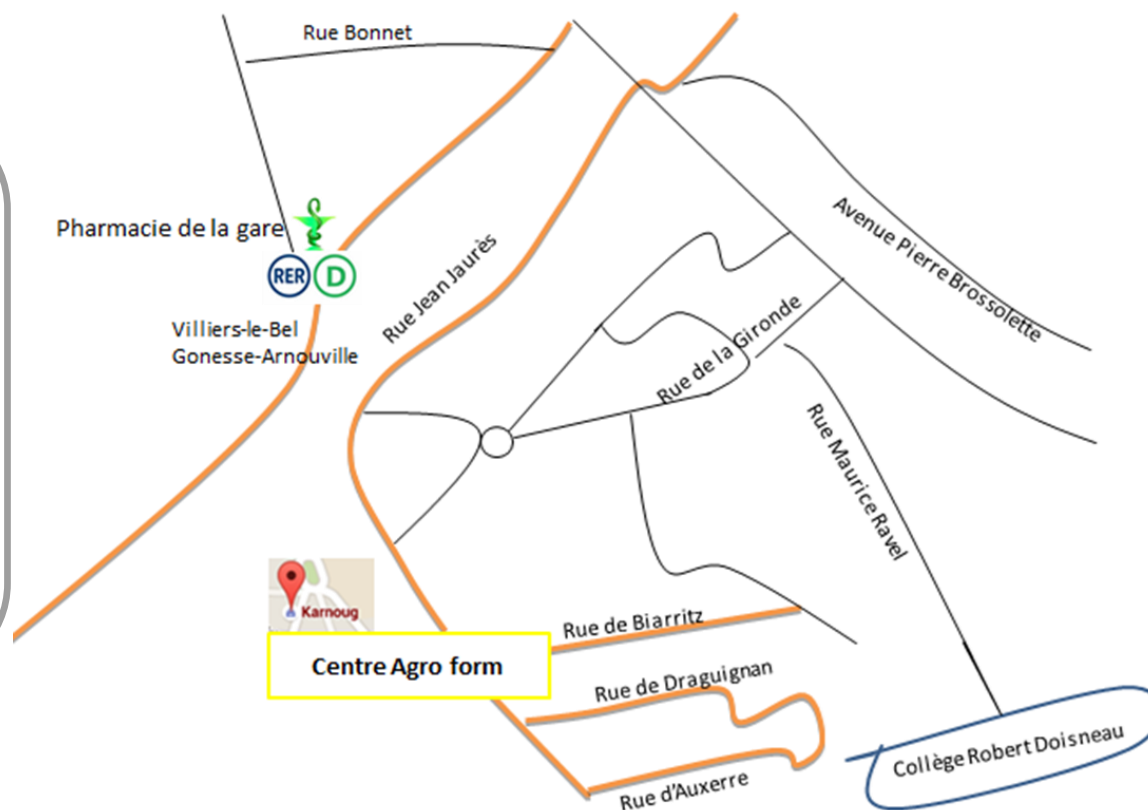 Rue Bonnet
Pharmacie de la gare
RER D
Villiers-le-Bel
Gonesse-Arnouville
Rue Jean Jaurès
Avenue Pierre Brossolette
Rue de la Gironde
Rue Maurice Ravel
Karnoug
Centre Agro form
Rue de Biarritz
Rue de Draguignan
Rue d'Auxerre
Collège Robert Doisneau